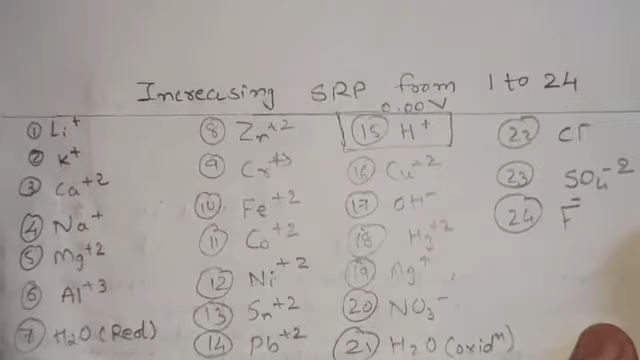 Increasing SRP from 1 to 24
① Li+
② K+
③ Ca+2
④ Na+
⑤ Mg+2
⑥ Al+3
⑦ H2O (Red)
⑧ Zn+2
⑨ Cr+3
⑩ Fe+2
⑪ Co+2
⑫ Ni+2
⑬ Sn+2
⑭ Pb+2
0.00V
⑮ H+
⑯ Cu+2
⑰ OH-
⑱ Hg+2
⑲ Ag+
⑳ NO3-
㉑ H2O (oxidn)
㉒ Cl-
㉓ SO4-2
㉔ F-